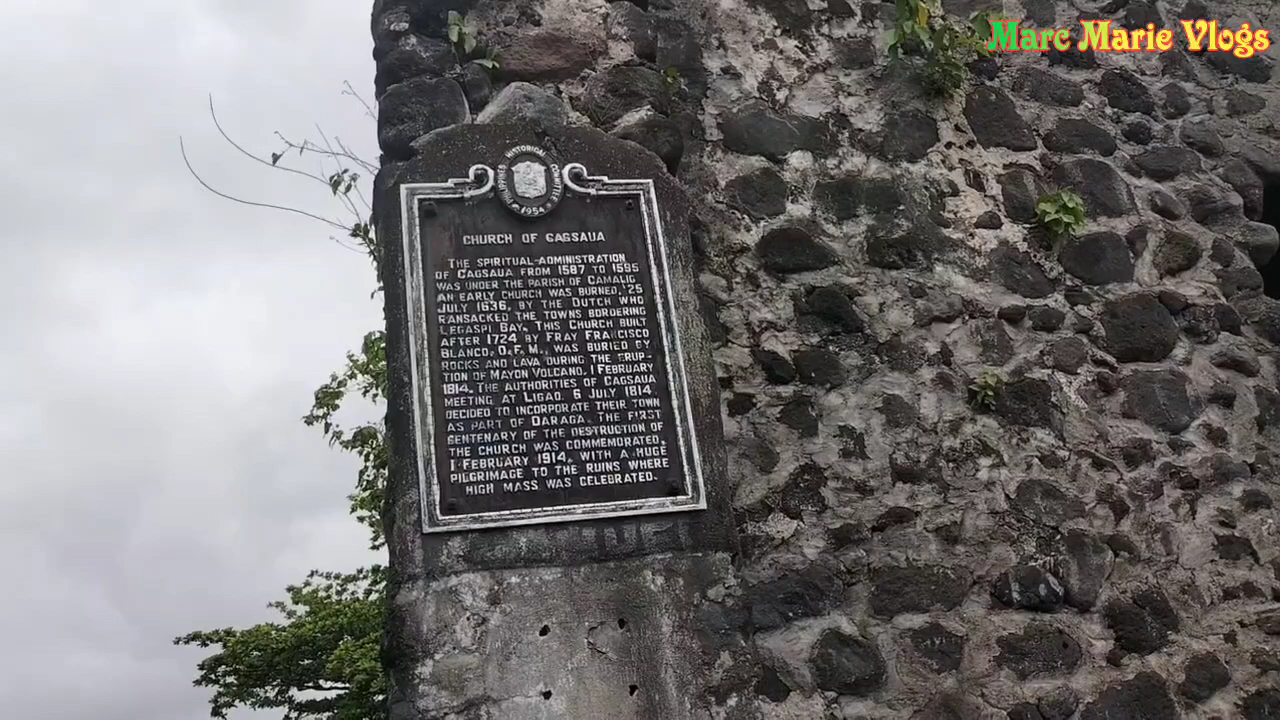 Marc Marie Vlogs
PHILIPPINES HISTORICAL COMMITTEE
1954
CHURCH OF CAGSAUA
THE SPIRITUAL ADMINISTRATION
OF CAGSAUA FROM 1587 TO 1595
WAS UNDER THE PARISH OF CAMALIG
AN EARLY CHURCH WAS BURNED, 25
JULY 1636, BY THE DUTCH WHO
RANSACKED THE TOWNS BORDERING
LEGASPI BAY. THIS CHURCH BUILT
AFTER 1724 BY FRAY FRANCISCO
BLANCO, O.F.M., WAS BURIED BY
ROCKS AND LAVA DURING THE ERUP-
TION OF MAYON VOLCANO, 1 FEBRUARY
1814. THE AUTHORITIES OF CAGSAUA
MEETING AT LIGAO, 6 JULY 1814,
DECIDED TO INCORPORATE THEIR TOWN
AS PART OF DARAGA. THE FIRST
CENTENARY OF THE DESTRUCTION OF
THE CHURCH WAS COMMEMORATED,
1 FEBRUARY 1914, WITH A HUGE
PILGRIMAGE TO THE RUINS WHERE
HIGH MASS WAS CELEBRATED.